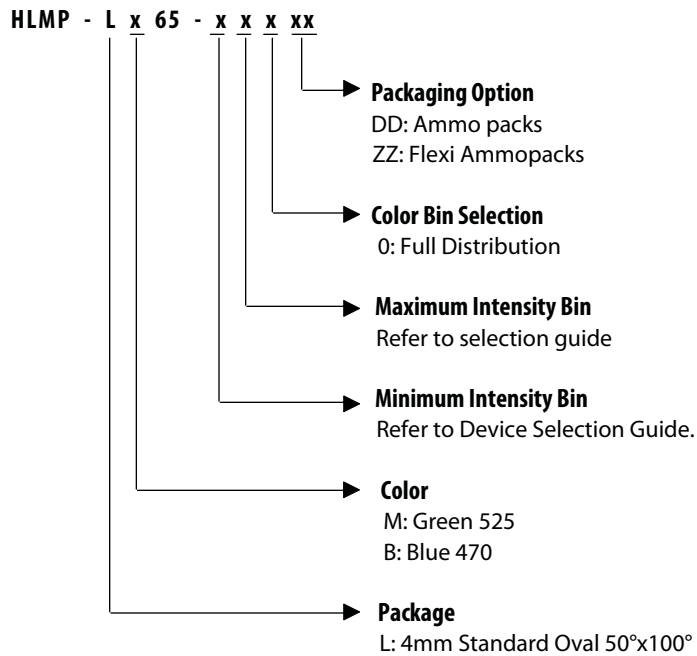 HLMP - L x 65 - x x x xx
Packaging Option
DD: Ammo packs
ZZ: Flexi Ammopacks
Color Bin Selection
0: Full Distribution
Maximum Intensity Bin
Refer to selection guide
Minimum Intensity Bin
Refer to Device Selection Guide.
Color
M: Green 525
B: Blue 470
Package
L: 4mm Standard Oval 50°x100°